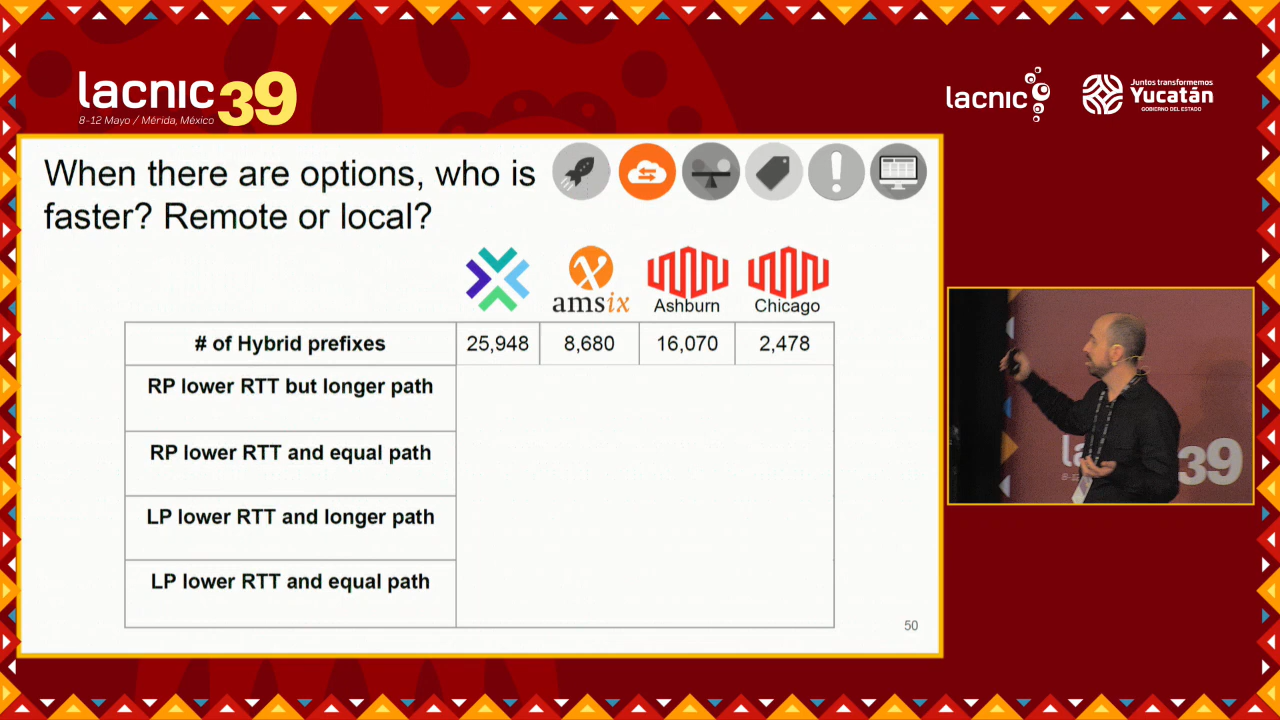 lacnic 39
8-12 Mayo / Mérida, México
lacnic
Juntos transformemos
Yucatán
GOBIERNO DEL ESTADO
When there are options, who is
faster? Remote or local?
amsix
Ashburn
Chicago
# of Hybrid prefixes 25,948 8,680 16,070 2,478
RP lower RTT but longer path
RP lower RTT and equal path
LP lower RTT and longer path
LP lower RTT and equal path
50
39